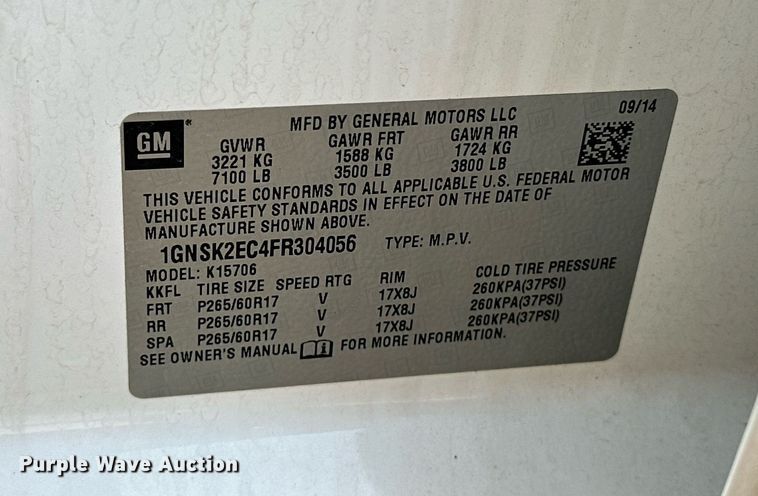 MFD BY GENERAL MOTORS LLC 09/14
GM
GVWR GAWR FRT GAWR RR
3221 KG 1588 KG 1724 KG
7100 LB 3500 LB 3800 LB
THIS VEHICLE CONFORMS TO ALL APPLICABLE U.S. FEDERAL MOTOR
VEHICLE SAFETY STANDARDS IN EFFECT ON THE DATE OF
MANUFACTURE SHOWN ABOVE.
1GNSK2EC4FR304056 TYPE: M.P.V.
MODEL: K15706
KKFL TIRE SIZE SPEED RTG RIM COLD TIRE PRESSURE
FRT P265/60R17 V 17X8J 260KPA(37PSI)
RR P265/60R17 V 17X8J 260KPA(37PSI)
SPA P265/60R17 V 17X8J 260KPA(37PSI)
SEE OWNER'S MANUAL FOR MORE INFORMATION.
Purple Wave Auction